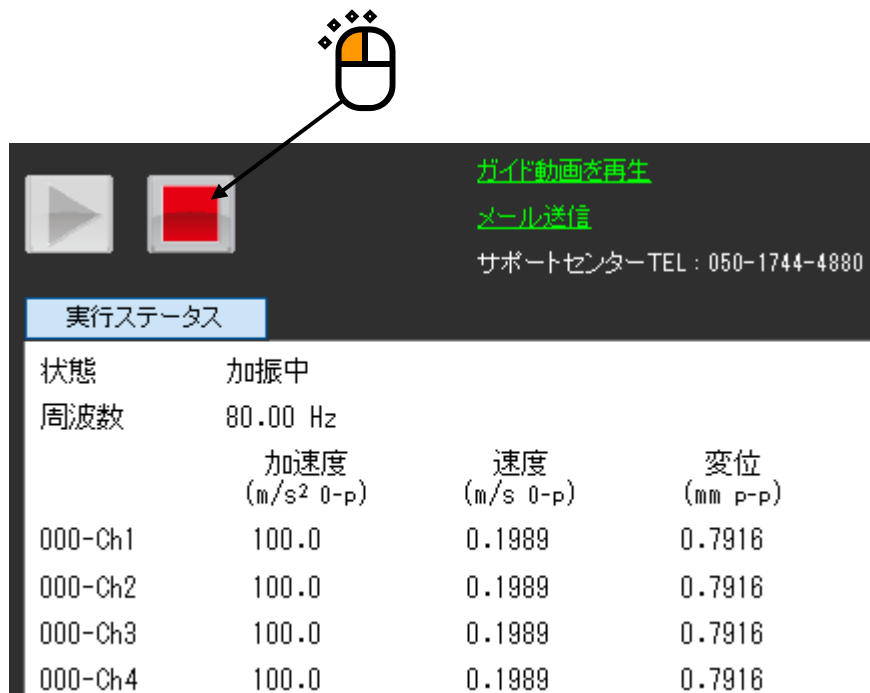 ガイド動画を再生
メール送信
サポートセンターTEL：050-1744-4880
実行ステータス
状態 加振中
周波数 80.00 Hz
加速度 速度 変位
(m/s² 0-p) (m/s 0-p) (mm p-p)
000-Ch1 100.0 0.1989 0.7916
000-Ch2 100.0 0.1989 0.7916
000-Ch3 100.0 0.1989 0.7916
000-Ch4 100.0 0.1989 0.7916